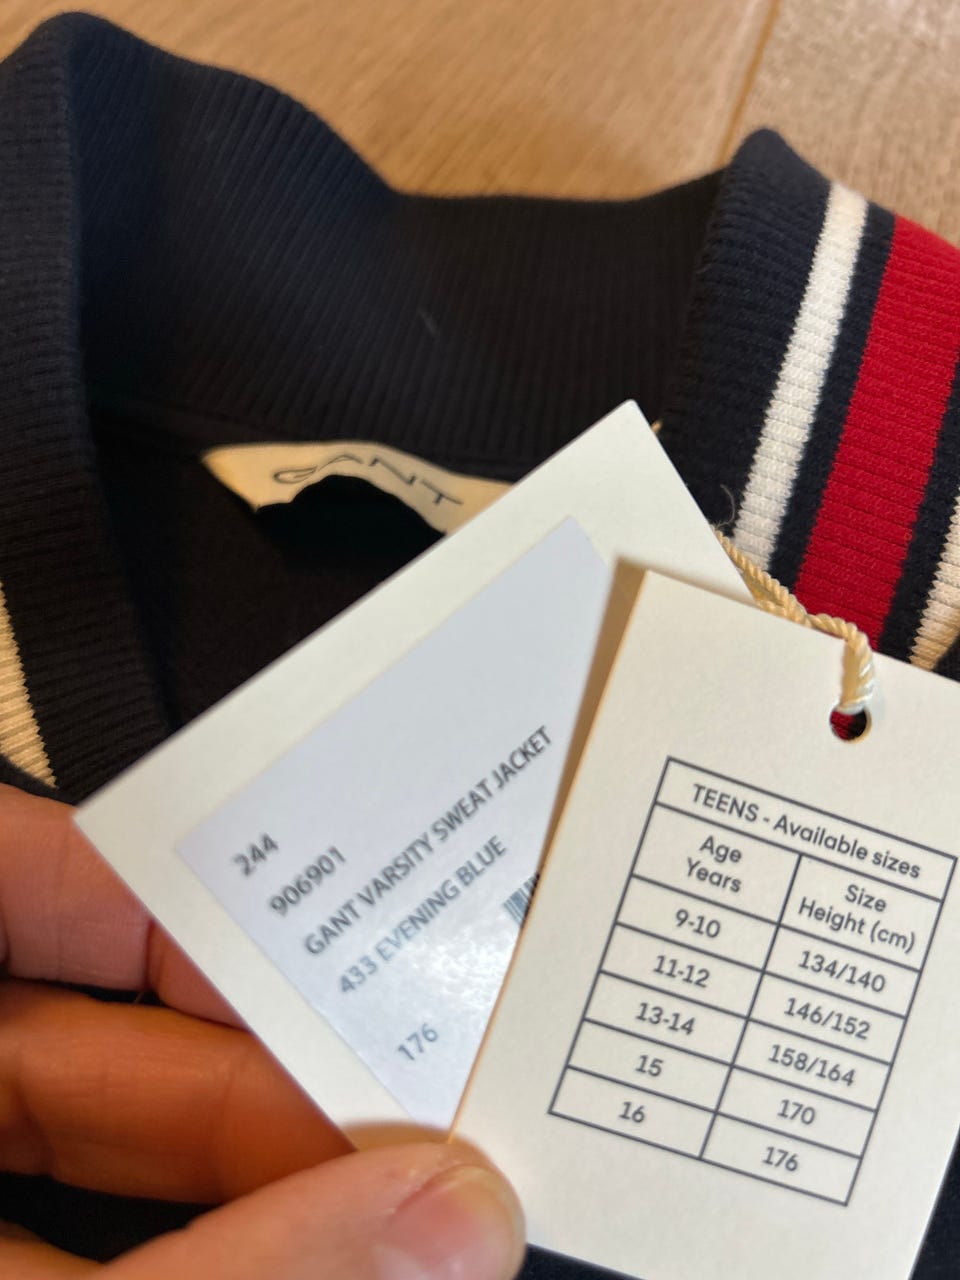 GANT
244
906901
GANT VARSITY SWEAT JACKET
433 EVENING BLUE
176
TEENS - Available sizes
Age Years Size Height (cm)
9-10 134/140
11-12 146/152
13-14 158/164
15 170
16 176